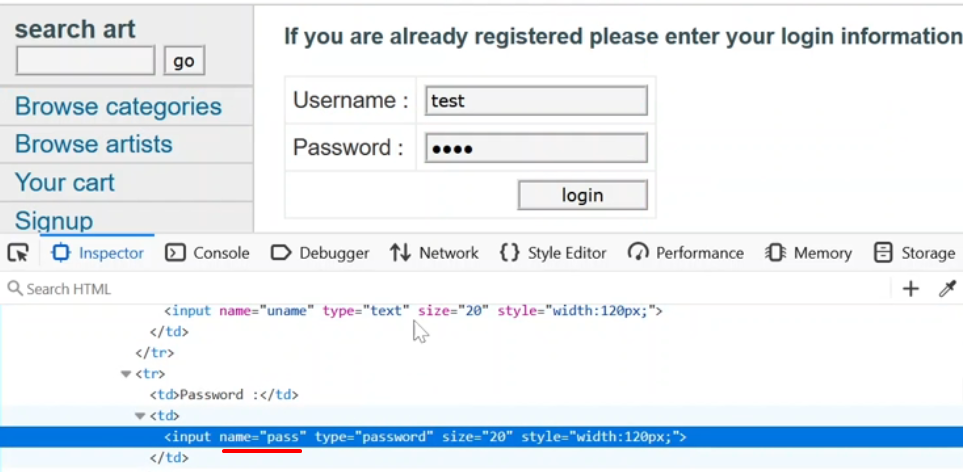 search art
go
Browse categories
Browse artists
Your cart
Signup
If you are already registered please enter your login information
Username : test
Password : ●●●●
login
Inspector Console Debugger Network Style Editor Performance Memory Storage
Search HTML
<input name="uname" type="text" size="20" style="width:120px;">
</td>
</tr>
<tr>
<td>Password :</td>
<td>
<input name="pass" type="password" size="20" style="width:120px;">
</td>